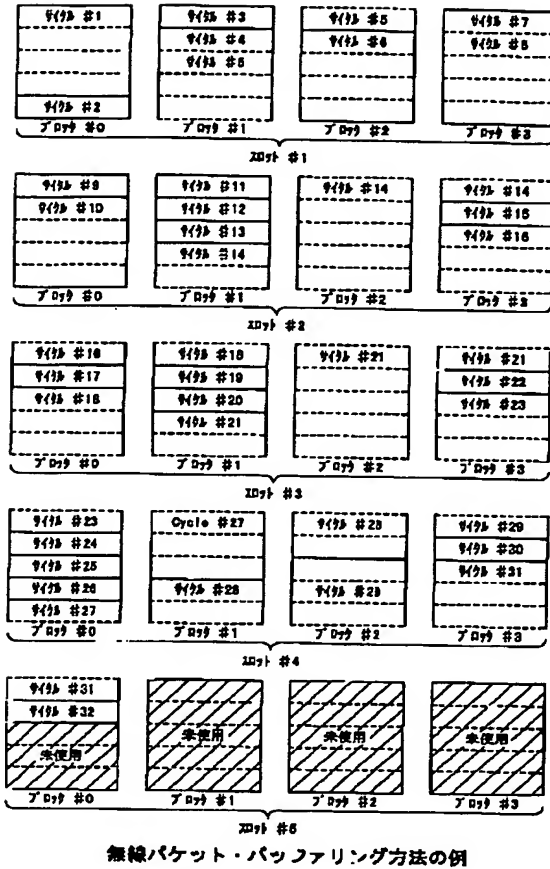 サイクル #1 サイクル #3 サイクル #5 サイクル #7
サイクル #4 サイクル #6 サイクル #8
サイクル #5
サイクル #2
ブロック #0 ブロック #1 ブロック #2 ブロック #3
スロット #1
サイクル #9 サイクル #11 サイクル #14 サイクル #14
サイクル #10 サイクル #12 サイクル #15
サイクル #13 サイクル #16
サイクル #14
ブロック #0 ブロック #1 ブロック #2 ブロック #3
スロット #2
サイクル #16 サイクル #18 サイクル #21 サイクル #21
サイクル #17 サイクル #19 サイクル #22
サイクル #18 サイクル #20 サイクル #23
サイクル #21
ブロック #0 ブロック #1 ブロック #2 ブロック #3
スロット #3
サイクル #23 Cycle #27 サイクル #28 サイクル #29
サイクル #24 サイクル #30
サイクル #25 サイクル #31
サイクル #26 サイクル #28 サイクル #29
サイクル #27
ブロック #0 ブロック #1 ブロック #2 ブロック #3
スロット #4
サイクル #31
サイクル #32
未使用 未使用 未使用 未使用
ブロック #0 ブロック #1 ブロック #2 ブロック #3
スロット #5
無線パケット・バッファリング方法の例